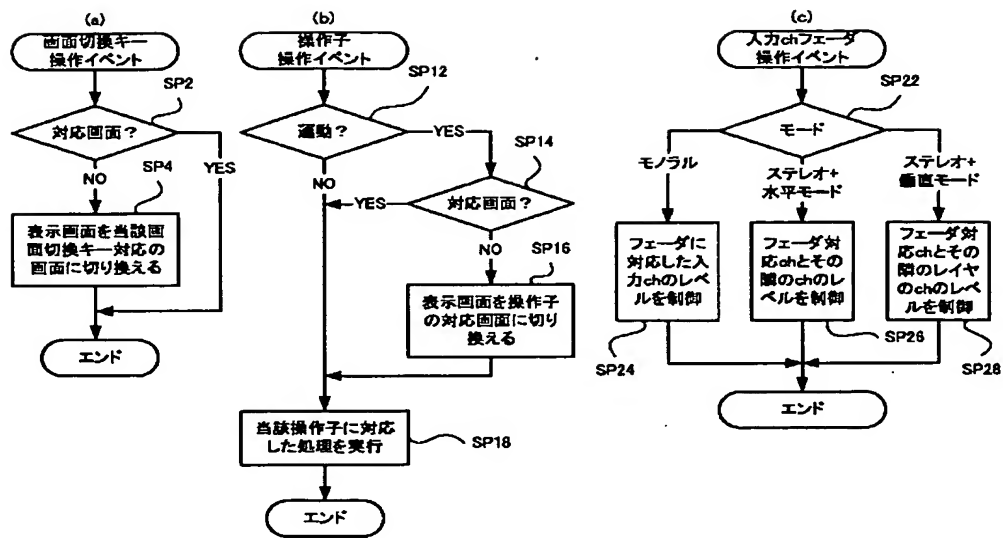 (a)
画面切換キー
操作イベント
SP2
対応画面？
YES
NO
SP4
表示画面を当該画
面切換キー対応の
画面に切り換える
エンド
(b)
操作子
操作イベント
SP12
運動？
YES
NO
SP14
対応画面？
YES
NO
SP16
表示画面を操作子
の対応画面に切り
換える
当該操作子に対応
した処理を実行
SP18
エンド
(c)
入力chフェーダ
操作イベント
SP22
モード
モノラル
ステレオ+
水平モード
ステレオ+
垂直モード
フェーダに
対応した入
力chのレベ
ルを制御
SP24
フェーダ対
応chとその
隣のchのレ
ベルを制御
SP26
フェーダ対
応chとその
隣のレイヤ
のchのレベ
ルを制御
SP28
エンド